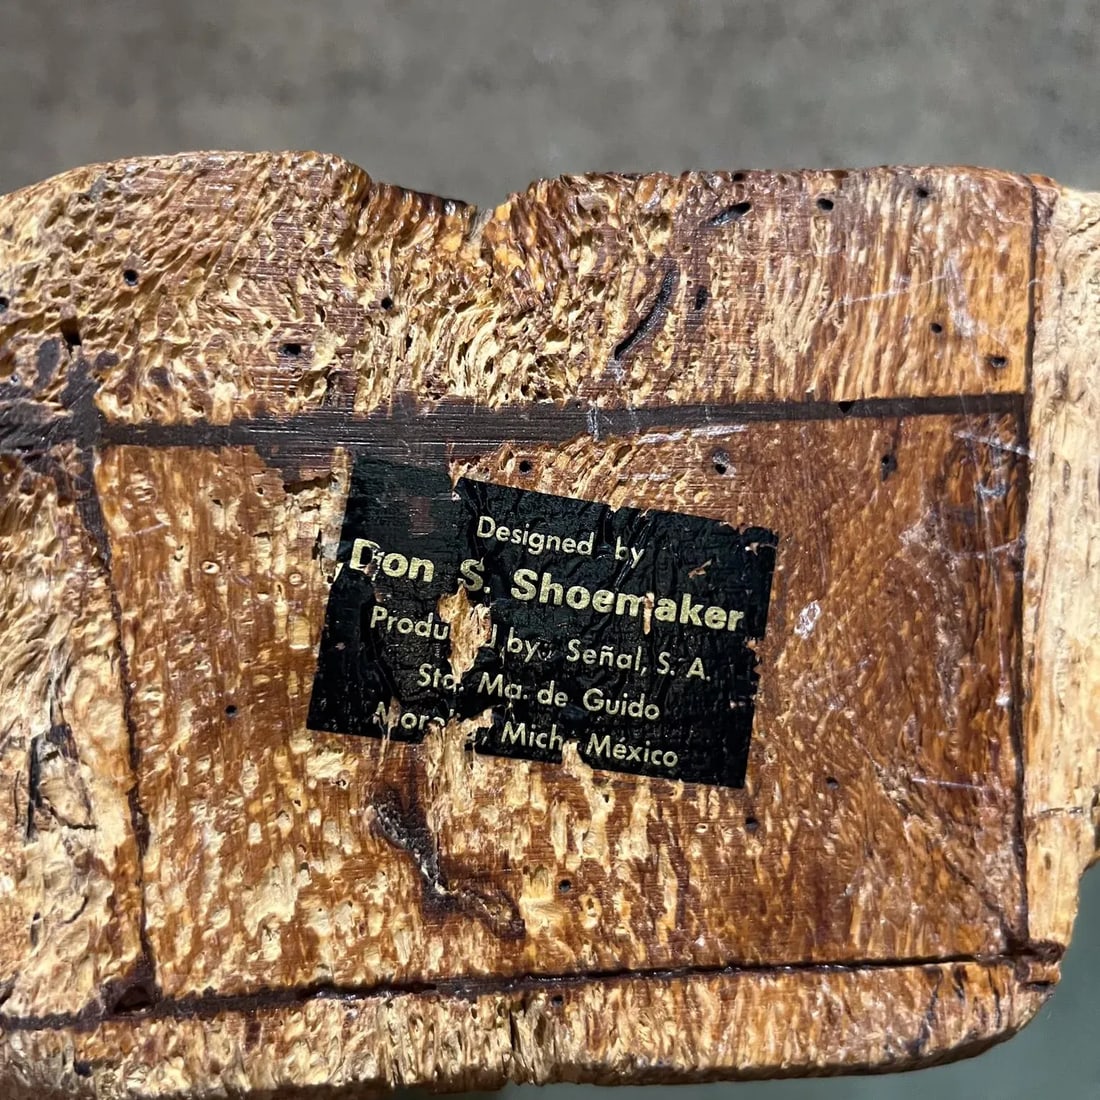 Designed by
Don S. Shoemaker
Produ d by: Señal, S. A.
Sta. Ma. de Guido
Mich. México